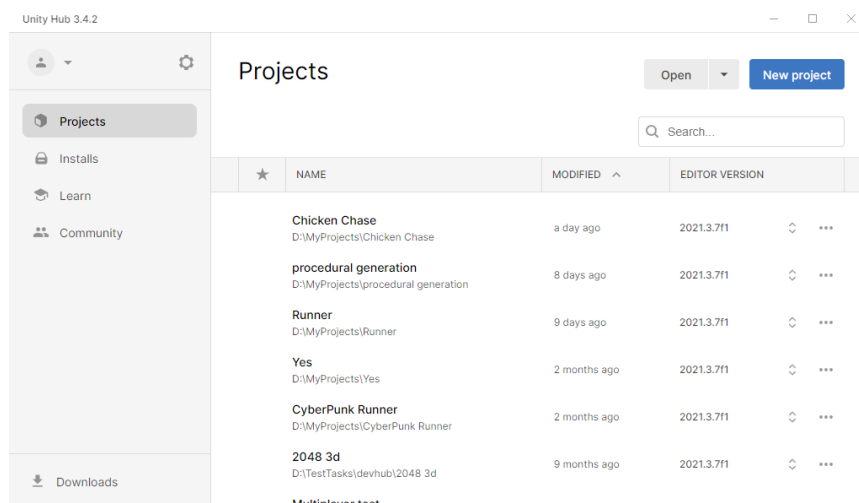 Unity Hub 3.4.2
Projects
Installs
Learn
Community
Downloads
Projects
Open
New project
Search...
NAME MODIFIED EDITOR VERSION
Chicken Chase
D:\MyProjects\Chicken Chase
a day ago
2021.3.7f1
procedural generation
D:\MyProjects\procedural generation
8 days ago
2021.3.7f1
Runner
D:\MyProjects\Runner
9 days ago
2021.3.7f1
Yes
D:\MyProjects\Yes
2 months ago
2021.3.7f1
CyberPunk Runner
D:\MyProjects\CyberPunk Runner
2 months ago
2021.3.7f1
2048 3d
D:\TestTasks\devhub\2048 3d
9 months ago
2021.3.7f1
Multiplayer test